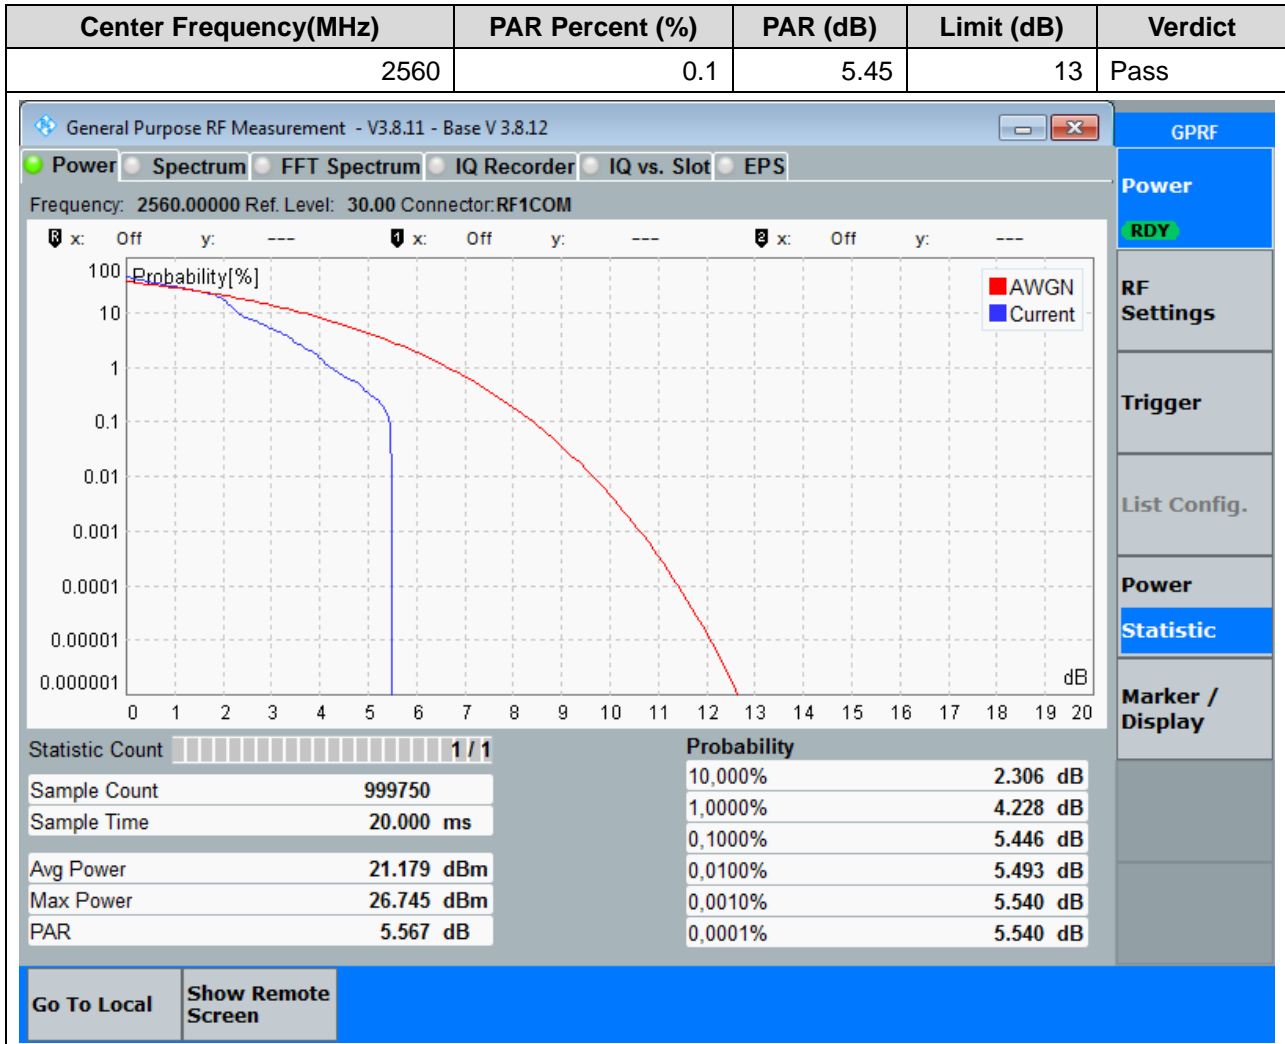 Center Frequency(MHz) PAR Percent (%) PAR (dB) Limit (dB) Verdict
2560 0.1 5.45 13 Pass
General Purpose RF Measurement - V3.8.11 - Base V 3.8.12
GPRF
Power Spectrum FFT Spectrum IQ Recorder IQ vs. Slot EPS
Power
RDY
Frequency: 2560.00000 Ref. Level: 30.00 Connector:RF1COM
R x: Off y: --- 1 x: Off y: --- 2 x: Off y: ---
Probability[%]
AWGN
Current
100
10
1
0.1
0.01
0.001
0.0001
0.00001
0.000001
dB
0 1 2 3 4 5 6 7 8 9 10 11 12 13 14 15 16 17 18 19 20
RF
Settings
Trigger
List Config.
Power
Statistic
Marker /
Display
Statistic Count 1 / 1
Sample Count 999750
Sample Time 20.000 ms
Avg Power 21.179 dBm
Max Power 26.745 dBm
PAR 5.567 dB
Probability
10,000% 2.306 dB
1,0000% 4.228 dB
0,1000% 5.446 dB
0,0100% 5.493 dB
0,0010% 5.540 dB
0,0001% 5.540 dB
Go To Local
Show Remote
Screen